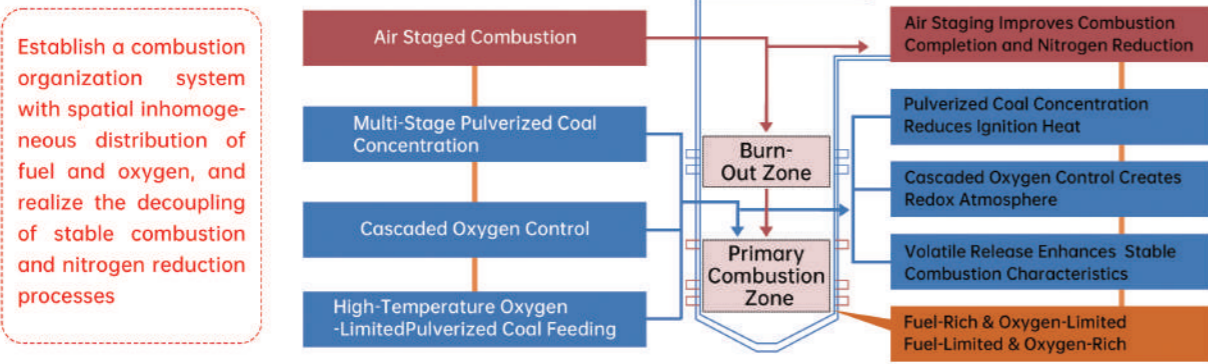 Establish a combustion
organization system
with spatial inhomoge-
neous distribution of
fuel and oxygen, and
realize the decoupling
of stable combustion
and nitrogen reduction
processes
Air Staged Combustion
Multi-Stage Pulverized Coal
Concentration
Cascaded Oxygen Control
High-Temperature Oxygen
-LimitedPulverized Coal Feeding
Burn-
Out Zone
Primary
Combustion
Zone
Air Staging Improves Combustion
Completion and Nitrogen Reduction
Pulverized Coal Concentration
Reduces Ignition Heat
Cascaded Oxygen Control Creates
Redox Atmosphere
Volatile Release Enhances Stable
Combustion Characteristics
Fuel-Rich & Oxygen-Limited
Fuel-Limited & Oxygen-Rich